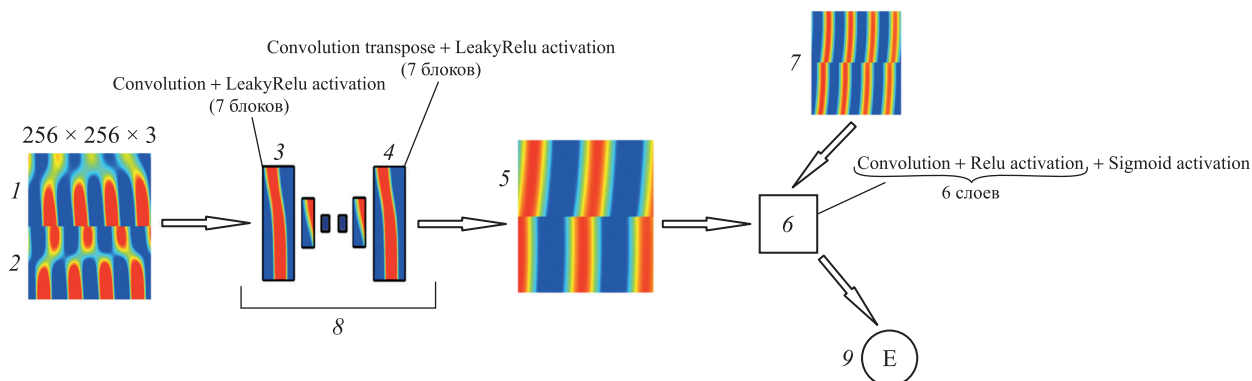 Convolution transpose + LeakyRelu activation
(7 блоков)
Convolution + LeakyRelu activation
(7 блоков)
256 × 256 × 3
1
2
3
4
8
5
7
Convolution + Relu activation + Sigmoid activation
6 слоев
6
9
E